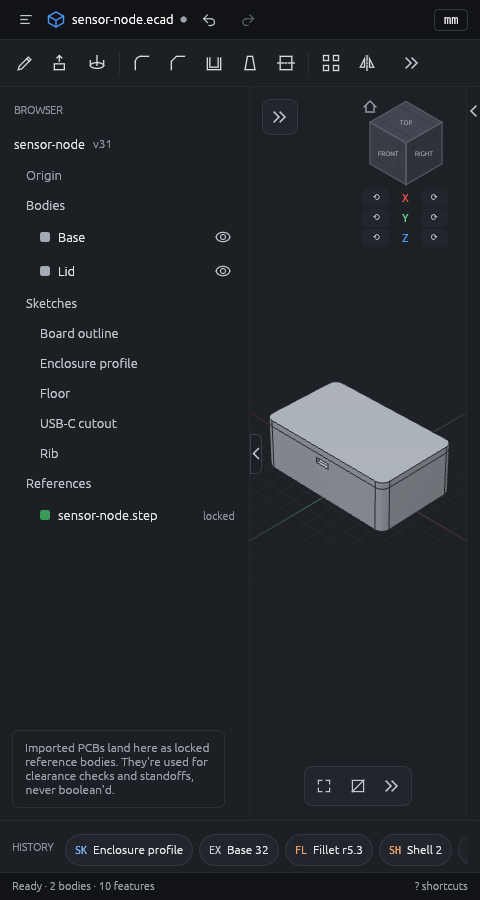 sensor-node.ecad
mm
BROWSER
sensor-node v31
Origin
Bodies
Base
Lid
Sketches
Board outline
Enclosure profile
Floor
USB-C cutout
Rib
References
sensor-node.step locked
Imported PCBs land here as locked
reference bodies. They're used for
clearance checks and standoffs,
never boolean'd.
TOP
FRONT RIGHT
X
Y
Z
HISTORY SK Enclosure profile EX Base 32 FL Fillet r5.3 SH Shell 2
Ready · 2 bodies · 10 features ? shortcuts